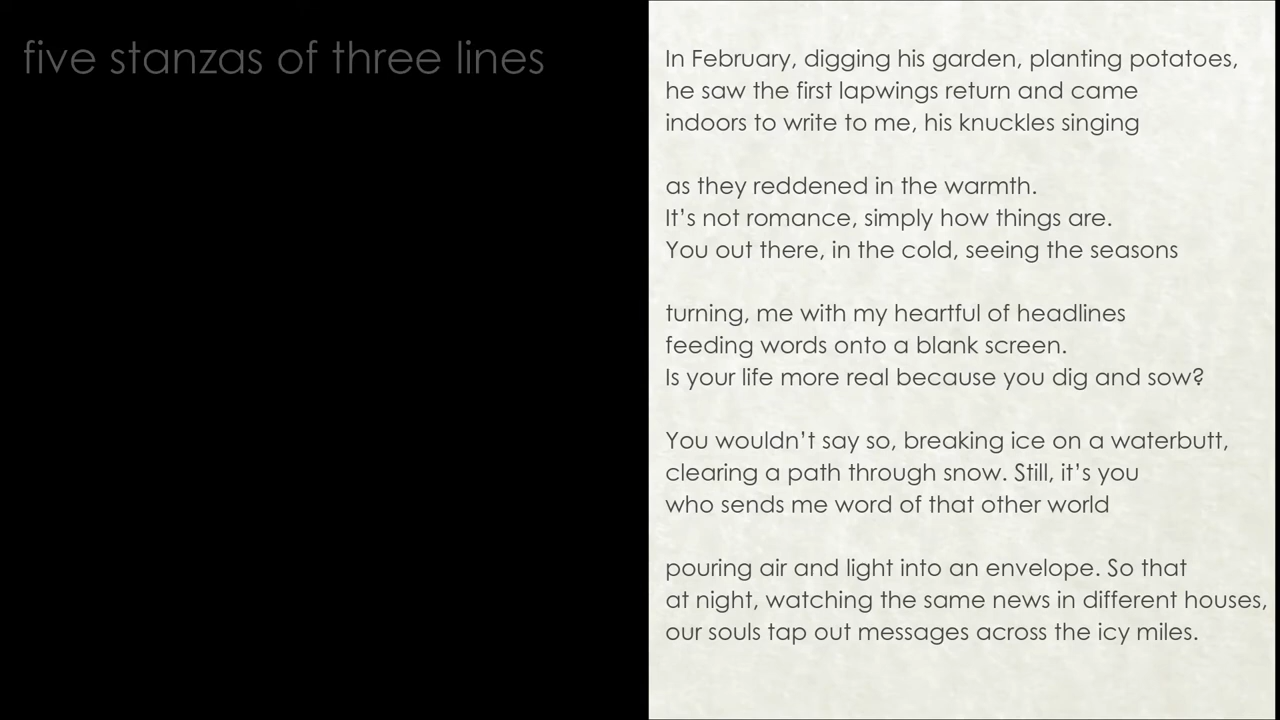 five stanzas of three lines
In February, digging his garden, planting potatoes,
he saw the first lapwings return and came
indoors to write to me, his knuckles singing
as they reddened in the warmth.
It's not romance, simply how things are.
You out there, in the cold, seeing the seasons
turning, me with my heartful of headlines
feeding words onto a blank screen.
Is your life more real because you dig and sow?
You wouldn't say so, breaking ice on a waterbutt,
clearing a path through snow. Still, it's you
who sends me word of that other world
pouring air and light into an envelope. So that
at night, watching the same news in different houses,
our souls tap out messages across the icy miles.